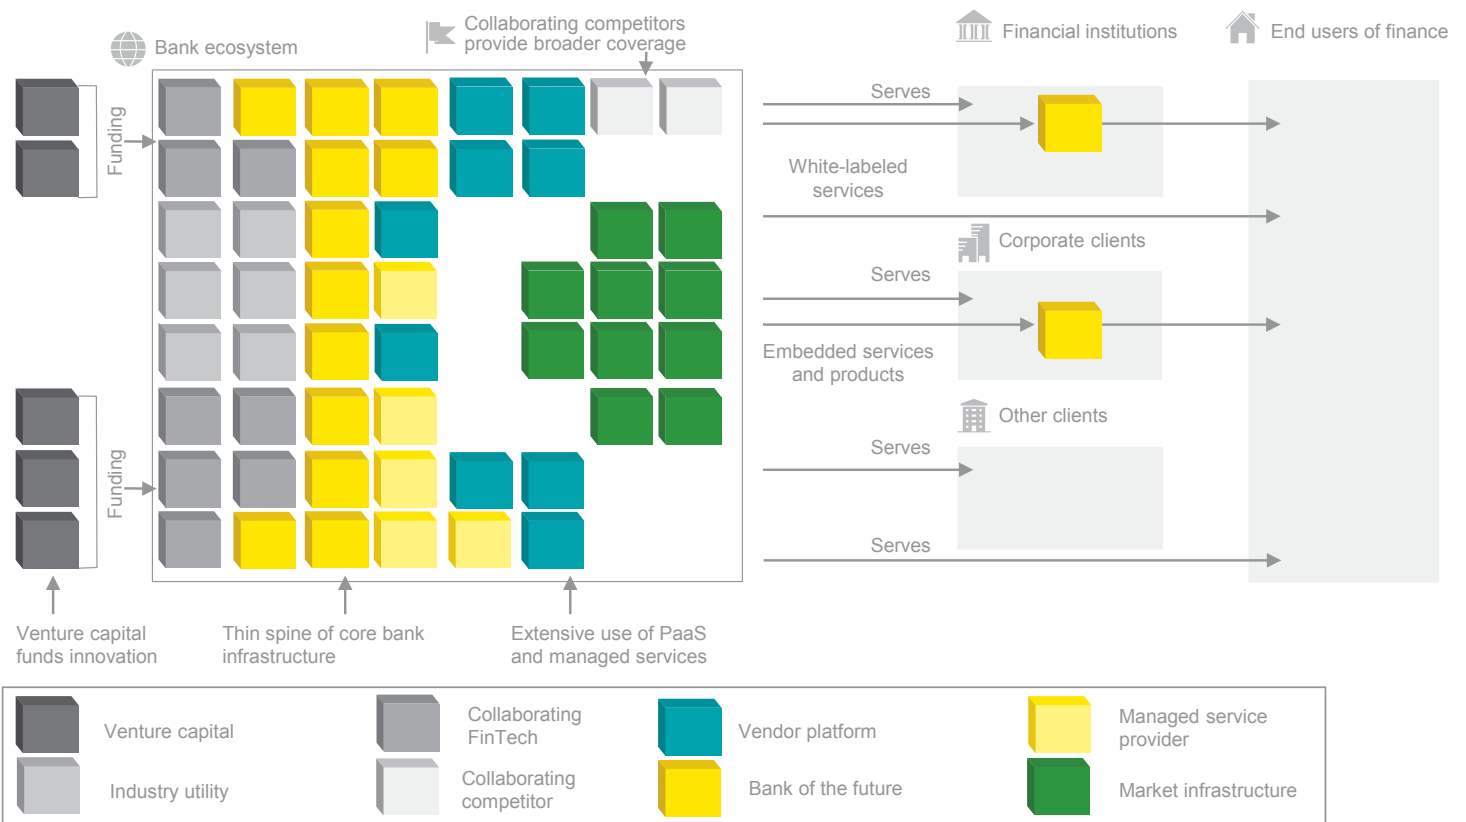 Bank ecosystem
Collaborating competitors
provide broader coverage
Financial institutions
End users of finance
Funding
Serves
White-labeled
services
Corporate clients
Serves
Embedded services
and products
Other clients
Serves
Funding
Serves
Venture capital
funds innovation
Thin spine of core bank
infrastructure
Extensive use of PaaS
and managed services
Venture capital
Collaborating
FinTech
Vendor platform
Managed service
provider
Industry utility
Collaborating
competitor
Bank of the future
Market infrastructure